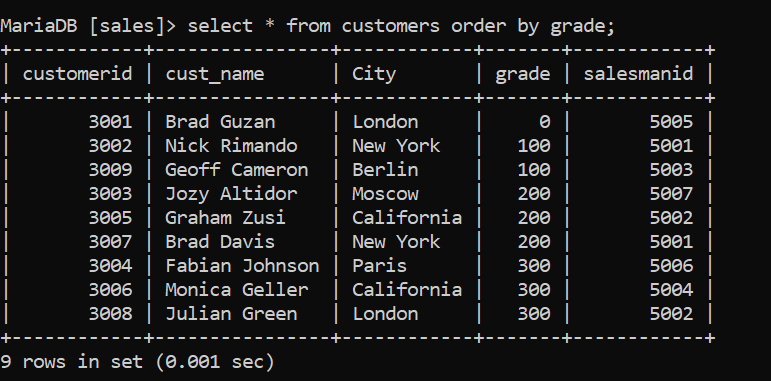 MariaDB [sales]> select * from customers order by grade;
+------------+----------------+------------+-------+------------+
| customerid | cust_name      | City       | grade | salesmanid |
+------------+----------------+------------+-------+------------+
|       3001 | Brad Guzan     | London     |     0 |       5005 |
|       3002 | Nick Rimando   | New York   |   100 |       5001 |
|       3009 | Geoff Cameron  | Berlin     |   100 |       5003 |
|       3003 | Jozy Altidor   | Moscow     |   200 |       5007 |
|       3005 | Graham Zusi    | California |   200 |       5002 |
|       3007 | Brad Davis     | New York   |   200 |       5001 |
|       3004 | Fabian Johnson | Paris      |   300 |       5006 |
|       3006 | Monica Geller  | California |   300 |       5004 |
|       3008 | Julian Green   | London     |   300 |       5002 |
+------------+----------------+------------+-------+------------+
9 rows in set (0.001 sec)